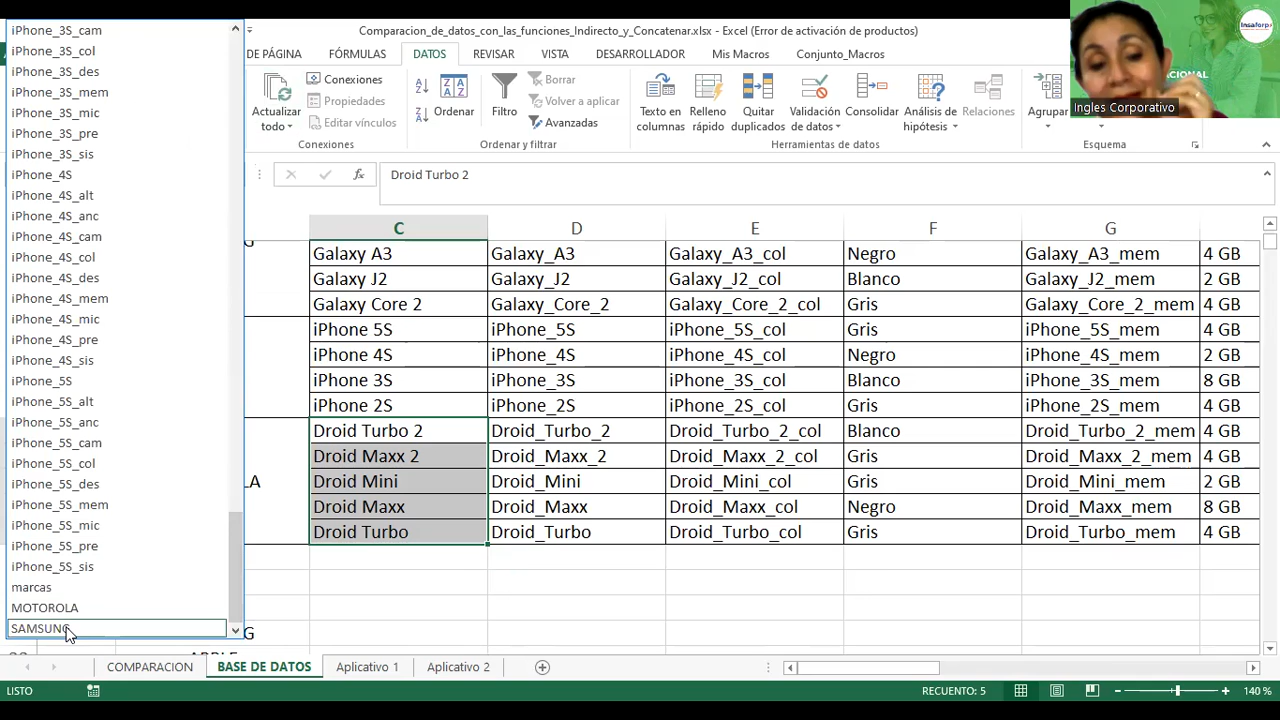 Comparacion_de_datos_con_las_funciones_Indirecto_y_Concatenar.xlsx - Excel (Error de activación de productos)
DE PÁGINA FÓRMULAS DATOS REVISAR VISTA DESARROLLADOR Mis Macros Conjunto_Macros
Actualizar todo
Conexiones
Propiedades
Editar vínculos
Conexiones
Ordenar
Filtro
Borrar
Volver a aplicar
Avanzadas
Ordenar y filtrar
Texto en columnas
Relleno rápido
Quitar duplicados
Validación de datos
Consolidar
Análisis de hipótesis
Relaciones
Herramientas de datos
Agrupar
Esquema
Insaforp
CIONAL
Ingles Corporativo
Droid Turbo 2
iPhone_3S_cam
iPhone_3S_col
iPhone_3S_des
iPhone_3S_mem
iPhone_3S_mic
iPhone_3S_pre
iPhone_3S_sis
iPhone_4S
iPhone_4S_alt
iPhone_4S_anc
iPhone_4S_cam
iPhone_4S_col
iPhone_4S_des
iPhone_4S_mem
iPhone_4S_mic
iPhone_4S_pre
iPhone_4S_sis
iPhone_5S
iPhone_5S_alt
iPhone_5S_anc
iPhone_5S_cam
iPhone_5S_col
iPhone_5S_des
iPhone_5S_mem
iPhone_5S_mic
iPhone_5S_pre
iPhone_5S_sis
marcas
MOTOROLA
SAMSUNG
C D E F G
Galaxy A3 Galaxy_A3 Galaxy_A3_col Negro Galaxy_A3_mem 4 GB
Galaxy J2 Galaxy_J2 Galaxy_J2_col Blanco Galaxy_J2_mem 2 GB
Galaxy Core 2 Galaxy_Core_2 Galaxy_Core_2_col Gris Galaxy_Core_2_mem 4 GB
iPhone 5S iPhone_5S iPhone_5S_col Gris iPhone_5S_mem 4 GB
iPhone 4S iPhone_4S iPhone_4S_col Negro iPhone_4S_mem 2 GB
iPhone 3S iPhone_3S iPhone_3S_col Blanco iPhone_3S_mem 8 GB
iPhone 2S iPhone_2S iPhone_2S_col Gris iPhone_2S_mem 4 GB
Droid Turbo 2 Droid_Turbo_2 Droid_Turbo_2_col Blanco Droid_Turbo_2_mem 4 GB
Droid Maxx 2 Droid_Maxx_2 Droid_Maxx_2_col Gris Droid_Maxx_2_mem 4 GB
LA Droid Mini Droid_Mini Droid_Mini_col Gris Droid_Mini_mem 2 GB
Droid Maxx Droid_Maxx Droid_Maxx_col Negro Droid_Maxx_mem 8 GB
Droid Turbo Droid_Turbo Droid_Turbo_col Gris Droid_Turbo_mem 4 GB
G
COMPARACION BASE DE DATOS Aplicativo 1 Aplicativo 2
LISTO RECUENTO: 5 140 %